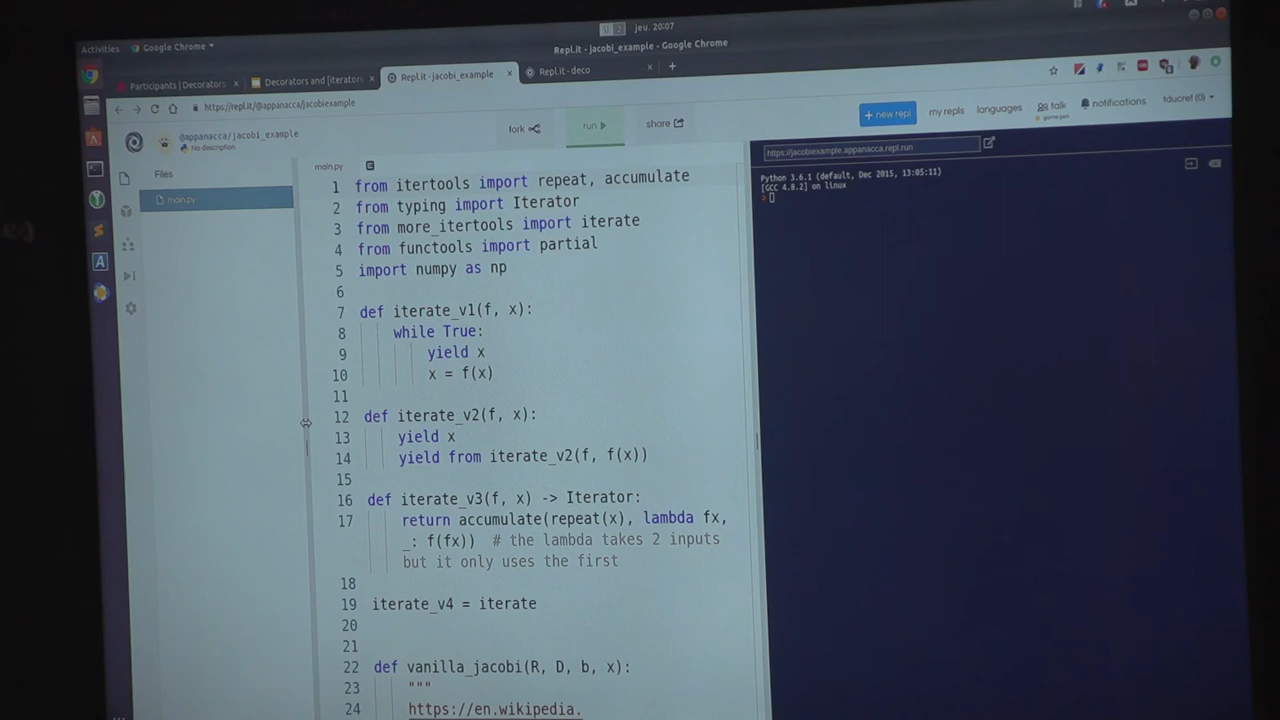 Activities
Google Chrome
jeu. 20:07
Repl.it - jacobi_example - Google Chrome
Participants | Decorators
Decorators and [iterators
Repl.it - jacobi_example
Repl.it - deco
https://repl.it/@appanacca/jacobiexample
@appanacca/jacobi_example
No description
fork
run
share
+ new repl
my repls
languages
talk
notifications
tducret (0)
Files
main.py
main.py
https://jacobiexample.appanacca.repl.run
Python 3.6.1 (default, Dec 2015, 13:05:11)
[GCC 4.8.2] on linux
>
1 from itertools import repeat, accumulate
2 from typing import Iterator
3 from more_itertools import iterate
4 from functools import partial
5 import numpy as np
6
7 def iterate_v1(f, x):
8 while True:
9 yield x
10 x = f(x)
11
12 def iterate_v2(f, x):
13 yield x
14 yield from iterate_v2(f, f(x))
15
16 def iterate_v3(f, x) -> Iterator:
17 return accumulate(repeat(x), lambda fx,
_: f(fx)) # the lambda takes 2 inputs
but it only uses the first
18
19 iterate_v4 = iterate
20
21
22 def vanilla_jacobi(R, D, b, x):
23 """
24 https://en.wikipedia.